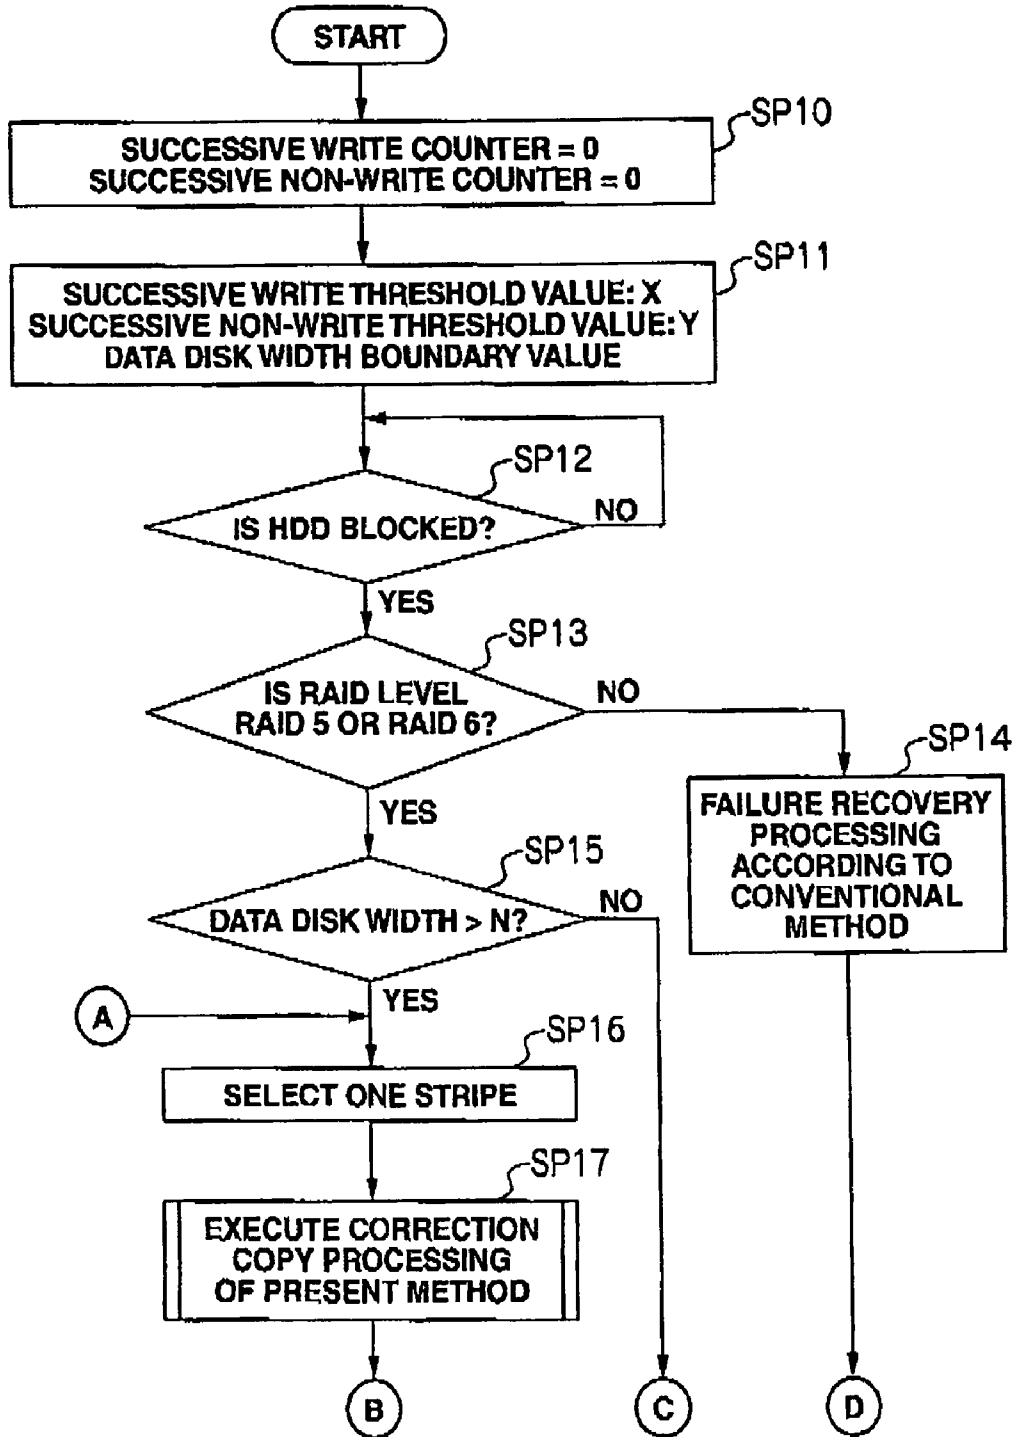 START
SP10
SUCCESSIVE WRITE COUNTER = 0
SUCCESSIVE NON-WRITE COUNTER = 0
SP11
SUCCESSIVE WRITE THRESHOLD VALUE: X
SUCCESSIVE NON-WRITE THRESHOLD VALUE: Y
DATA DISK WIDTH BOUNDARY VALUE
SP12
IS HDD BLOCKED?
NO
YES
SP13
IS RAID LEVEL
RAID 5 OR RAID 6?
NO
YES
SP14
FAILURE RECOVERY
PROCESSING
ACCORDING TO
CONVENTIONAL
METHOD
SP15
DATA DISK WIDTH > N?
NO
YES
A
SP16
SELECT ONE STRIPE
SP17
EXECUTE CORRECTION
COPY PROCESSING
OF PRESENT METHOD
B
C
D